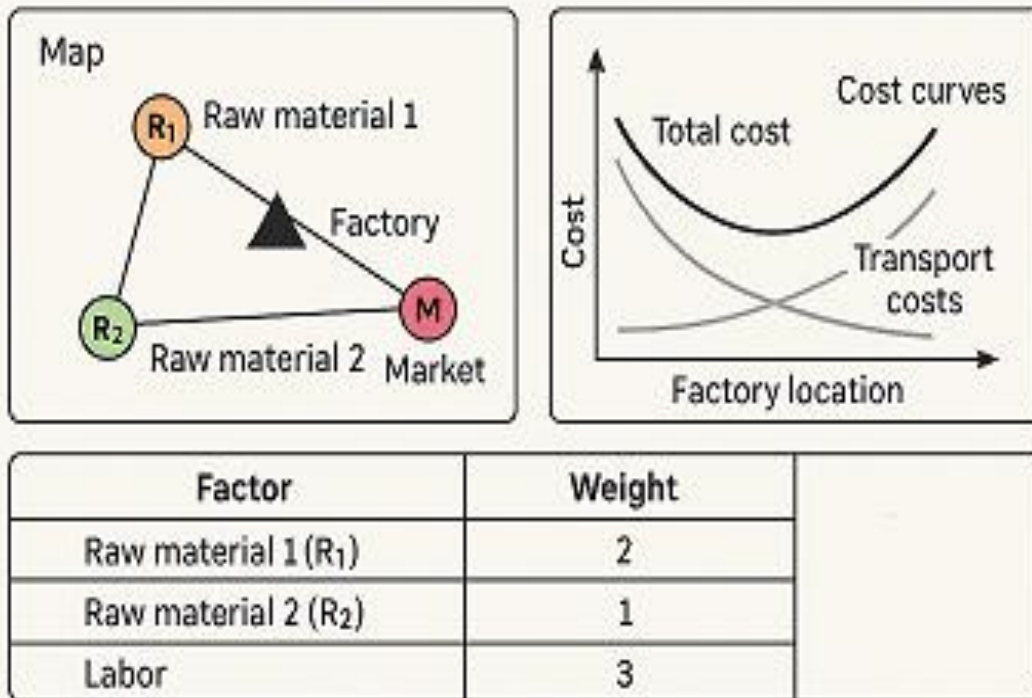 Map
R₁
Raw material 1
Factory
R₂
M
Raw material 2
Market
Cost curves
Total cost
Cost
Transport
costs
Factory location
Factor Weight
Raw material 1 (R₁) 2
Raw material 2 (R₂) 1
Labor 3